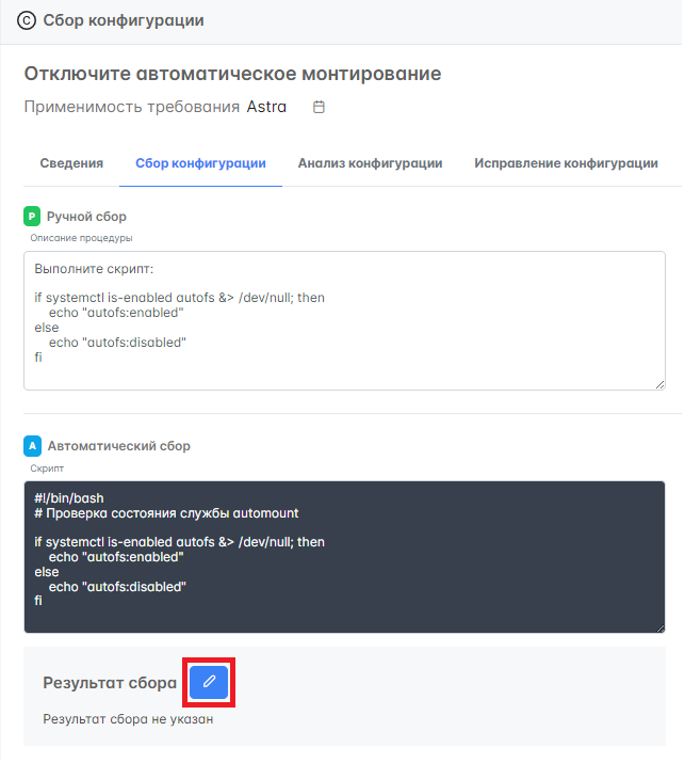 © Сбор конфигурации
Отключите автоматическое монтирование
Применимость требования Astra
Сведения Сбор конфигурации Анализ конфигурации Исправление конфигурации
P Ручной сбор
Описание процедуры
Выполните скрипт:
if systemctl is-enabled autofs &> /dev/null; then
echo "autofs:enabled"
else
echo "autofs:disabled"
fi
A Автоматический сбор
Скрипт
#!/bin/bash
# Проверка состояния службы automount
if systemctl is-enabled autofs &> /dev/null; then
echo "autofs:enabled"
else
echo "autofs:disabled"
fi
Результат сбора
Результат сбора не указан